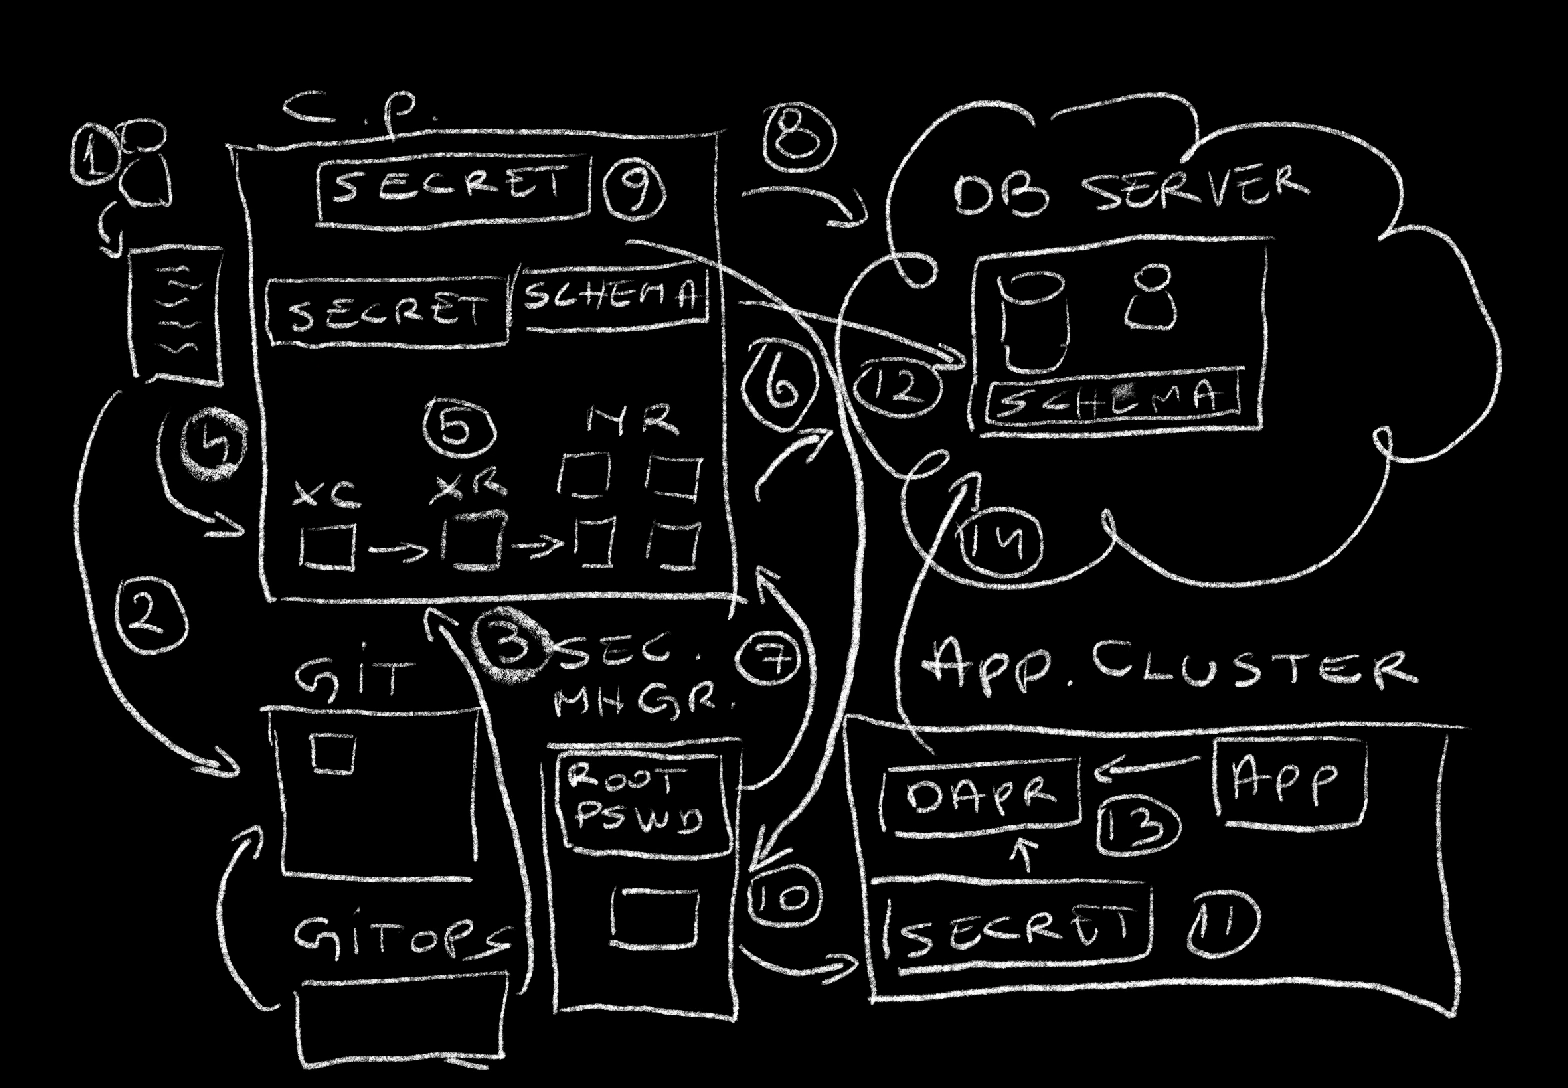 C.P.
1
8
SECRET
9
DB SERVER
SECRET
SCHEMA
6
12
SCHEMA
4
5
MR
XC
XR
14
2
3
GIT
SEC.
MNGR.
7
APP. CLUSTER
ROOT
PSWD
DAPR
APP
13
10
GITOPS
SECRET
11